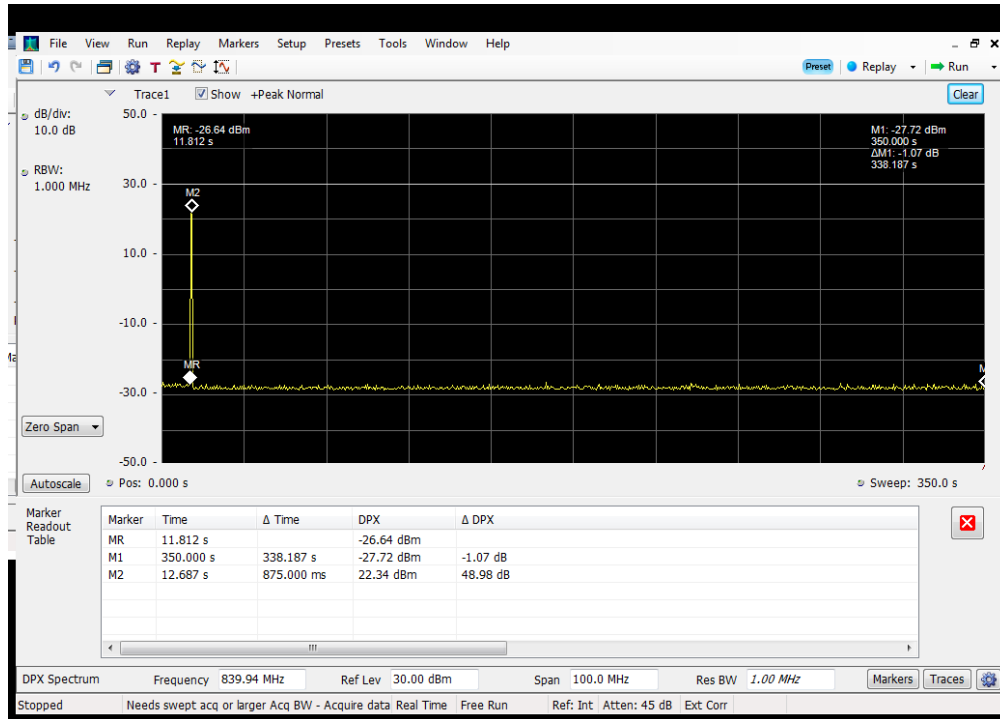 File View Run Replay Markers Setup Presets Tools Window Help
T Preset Replay Run
Trace1 Show +Peak Normal Clear
dB/div:
10.0 dB
RBW:
1.000 MHz
50.0
MR: -26.64 dBm
11.812 s
M1: -27.72 dBm
350.000 s
ΔM1: -1.07 dB
338.187 s
30.0
M2
10.0
-10.0
MR
-30.0
Zero Span
-50.0
Autoscale Pos: 0.000 s Sweep: 350.0 s
Marker
Readout
Table
Marker Time Δ Time DPX Δ DPX
MR 11.812 s -26.64 dBm
M1 350.000 s 338.187 s -27.72 dBm -1.07 dB
M2 12.687 s 875.000 ms 22.34 dBm 48.98 dB
DPX Spectrum Frequency 839.94 MHz Ref Lev 30.00 dBm Span 100.0 MHz Res BW 1.00 MHz Markers Traces
Stopped Needs swept acq or larger Acq BW - Acquire data Real Time Free Run Ref: Int Atten: 45 dB Ext Corr